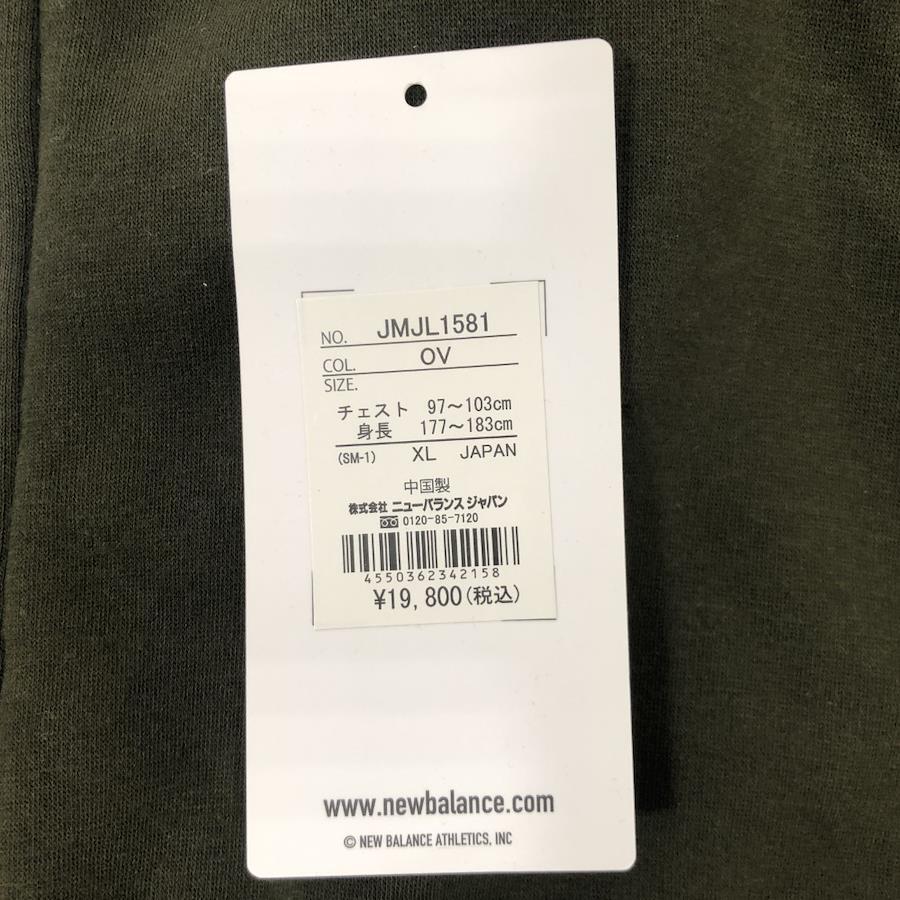 NO. JMJL1581
COL. OV
SIZE.
チェスト 97～103cm
身長 177～183cm
(SM-1) XL JAPAN
中国製
株式会社 ニューバランス ジャパン
0120-85-7120
4550362342158
¥19,800(税込)
www.newbalance.com
© NEW BALANCE ATHLETICS, INC